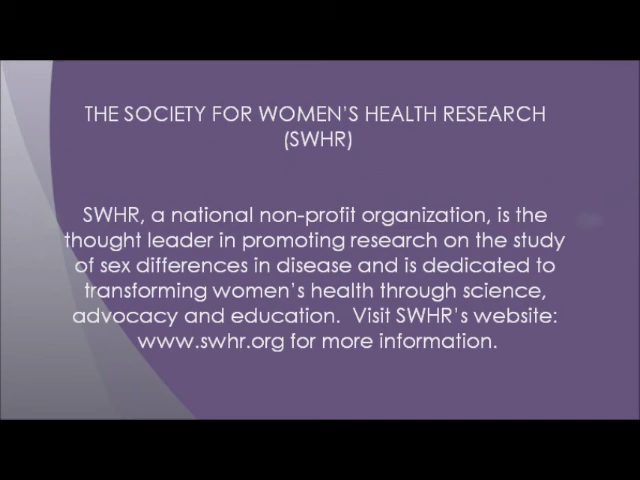 THE SOCIETY FOR WOMEN'S HEALTH RESEARCH
(SWHR)
SWHR, a national non-profit organization, is the
thought leader in promoting research on the study
of sex differences in disease and is dedicated to
transforming women's health through science,
advocacy and education.  Visit SWHR's website:
www.swhr.org for more information.